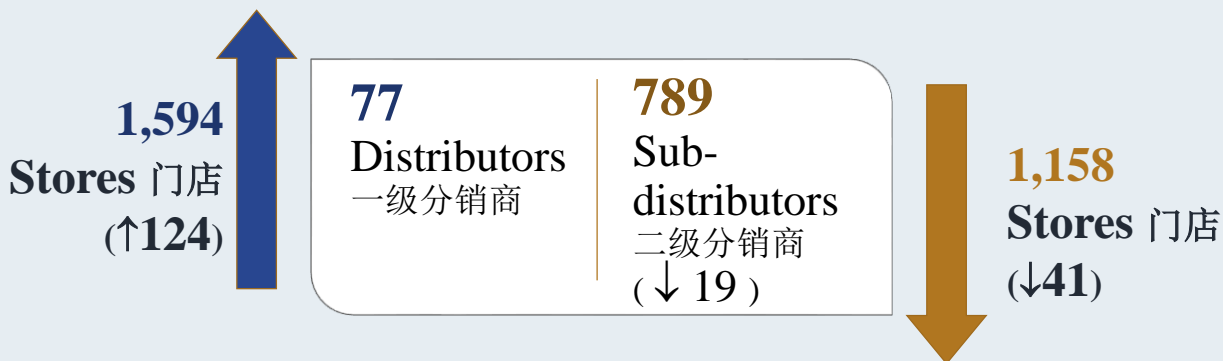 1,594
Stores 门店
(↑124)
77
Distributors
一级分销商
789
Sub-
distributors
二级分销商
(↓ 19 )
1,158
Stores 门店
(↓41)